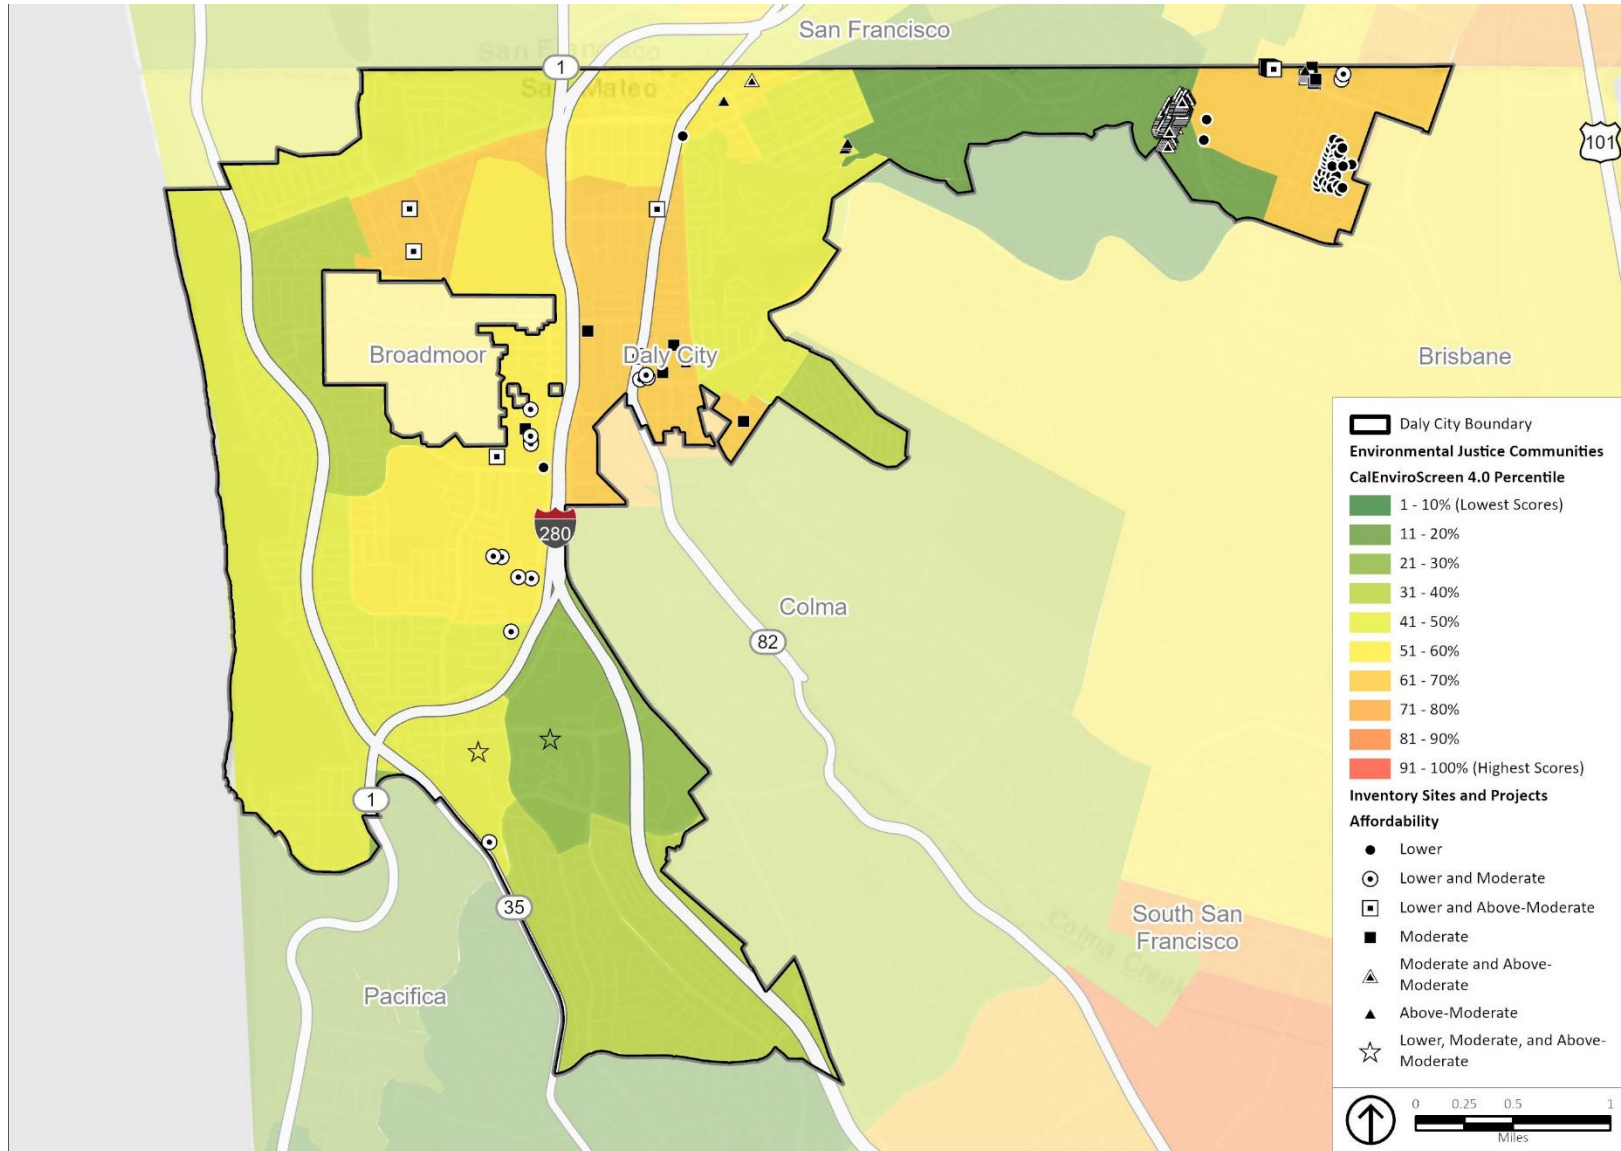 San Francisco
San Francisco
San Mateo
1
101
Broadmoor
Daly City
Brisbane
280
Colma
82
1
35
Pacifica
South San
Francisco
Colma Creek
Daly City Boundary
Environmental Justice Communities
CalEnviroScreen 4.0 Percentile
1 - 10% (Lowest Scores)
11 - 20%
21 - 30%
31 - 40%
41 - 50%
51 - 60%
61 - 70%
71 - 80%
81 - 90%
91 - 100% (Highest Scores)
Inventory Sites and Projects
Affordability
Lower
Lower and Moderate
Lower and Above-Moderate
Moderate
Moderate and Above-
Moderate
Above-Moderate
Lower, Moderate, and Above-
Moderate
0 0.25 0.5 1
Miles